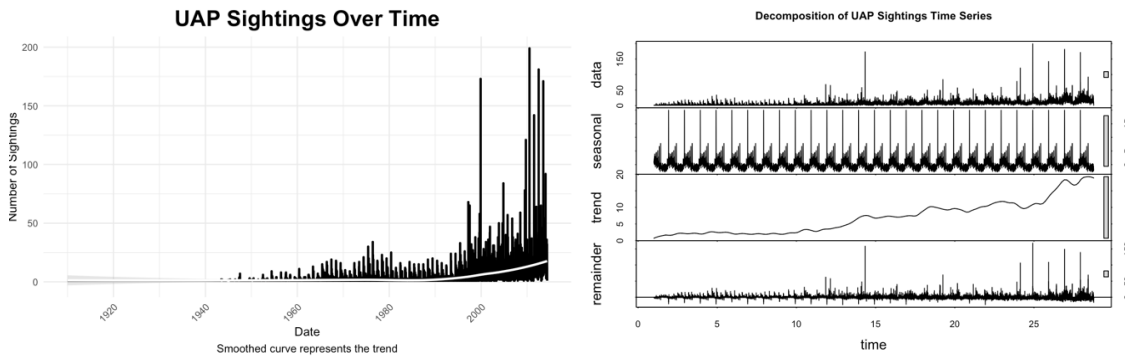 UAP Sightings Over Time
200
150
100
50
0
Number of Sightings
1920
1940
1960
1980
2000
Date
Smoothed curve represents the trend
Decomposition of UAP Sightings Time Series
data
150
50
0
seasonal
trend
20
10
5
0
remainder
0
5
10
15
20
25
time